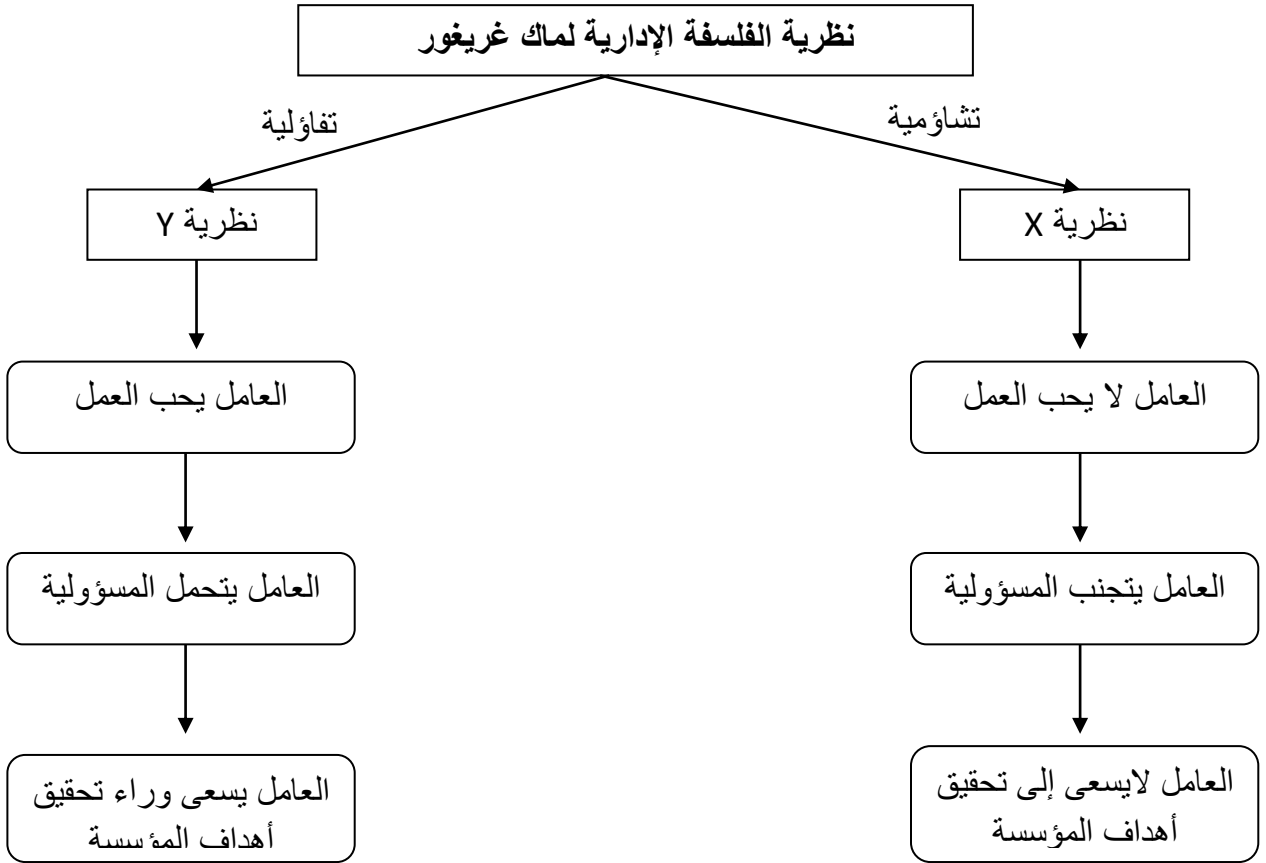 نظرية الفلسفة الإدارية لماك غريغور
تشاؤمية
تفاؤلية
نظرية X
نظرية Y
العامل لا يحب العمل
العامل يحب العمل
العامل يتجنب المسؤولية
العامل يتحمل المسؤولية
العامل لايسعى إلى تحقيق
أهداف المؤسسة
العامل يسعى وراء تحقيق
أهداف المؤسسة